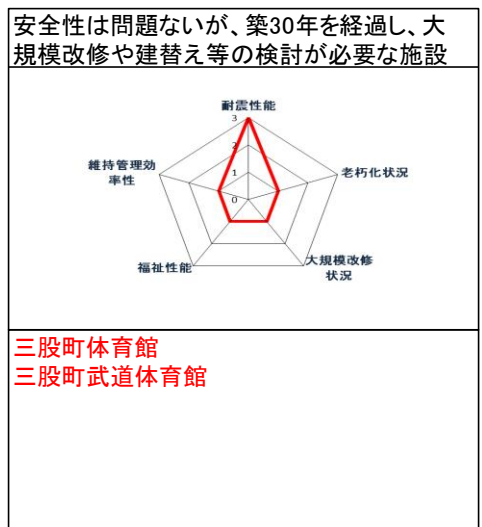 安全性は問題ないが、築30年を経過し、大
規模改修や建替え等の検討が必要な施設
耐震性能
3
2
1
0
維持管理効
率性
老朽化状況
福祉性能
大規模改修
状況
三股町体育館
三股町武道体育館